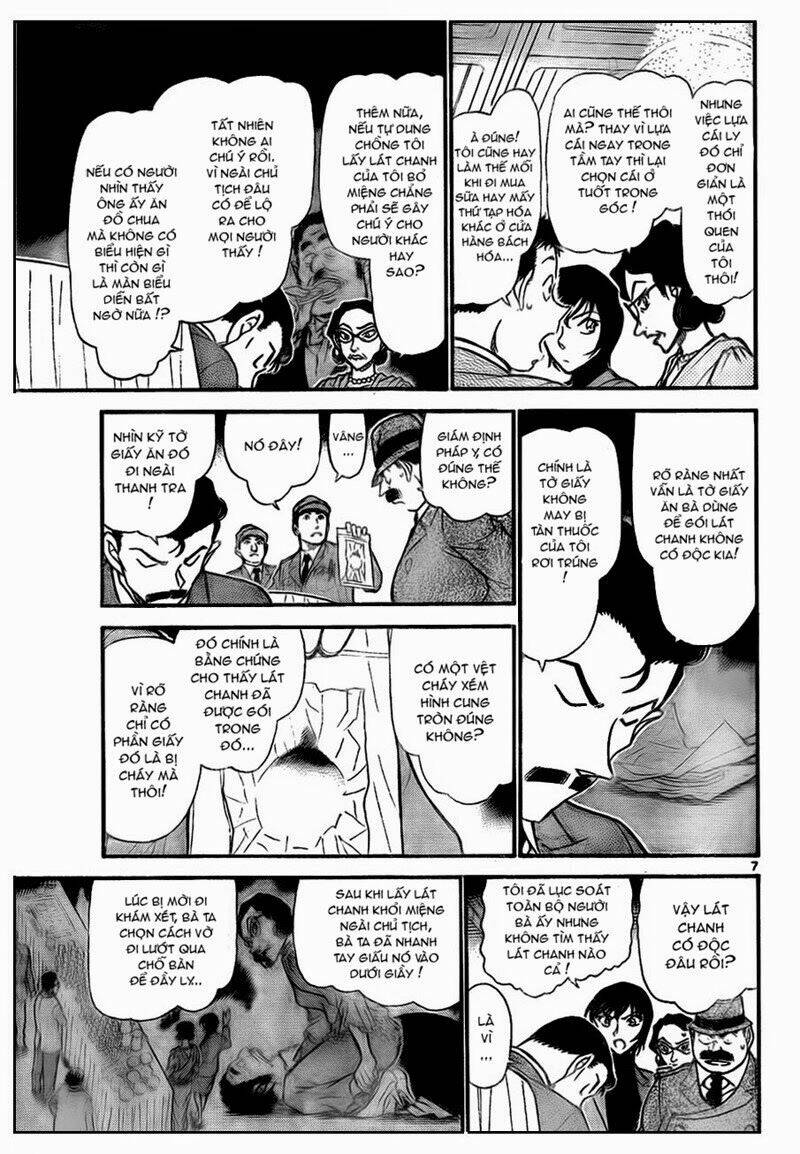 NHƯNG
VIỆC LỰA
CÁI LY
ĐÓ CHỈ
ĐƠN
GIẢN LÀ
MỘT
THÓI
QUEN CỦA
TÔI
THÔI!
AI CŨNG THẾ THÔI
MÀ? THAY VÌ LỰA
CÁI NGAY TRONG
TẦM TAY THÌ LẠI
CHỌN CÁI Ở
TUỐT TRONG
GÓC!
À ĐÚNG!
TÔI CŨNG HAY
LÀM THẾ MỖI
KHI ĐI MUA
SỮA HAY MẤY
THỨ TẠP HÓA
KHÁC Ở CỬA
HÀNG BÁCH
HÓA...
THÊM NỮA,
NẾU TỰ DUNG
CHỒNG TÔI
LẤY LÁT CHANH
CỦA TÔI BỎ
MIỆNG CHẲNG
PHẢI SẼ GÂY
CHÚ Ý CHO
NGƯỜI KHÁC
HAY
SAO?
TẤT NHIÊN
KHÔNG AI
CHÚ Ý RỒI.
VÌ NGÀI CHỦ
TỊCH ĐÂU
CÓ ĐỂ LỘ
RA CHO
MỌI NGƯỜI
THẤY!
NẾU CÓ NGƯỜI
NHÌN THẤY
ÔNG ẤY ĂN
ĐỒ CHUA
MÀ KHÔNG CÓ
BIỂU HIỆN GÌ
THÌ CÒN GÌ
LÀ MÀN BIỂU
DIỄN BẤT
NGỜ NỮA!?
RÕ RÀNG NHẤT
VẪN LÀ TỜ GIẤY
ĂN BÀ DÙNG
ĐỂ GÓI LÁT
CHANH KHÔNG
CÓ ĐỘC KIA!
CHÍNH LÀ
TỜ GIẤY
KHÔNG
MAY BỊ
TÀN THUỐC
CỦA TÔI
RƠI TRÚNG!
GIÁM ĐỊNH
PHÁP Y, CÓ
ĐÚNG THẾ
KHÔNG?
VÂNG
...
NÓ ĐÂY!
NHÌN KỸ TỜ
GIẤY ĂN ĐÓ
ĐI NGÀI
THANH TRA
!
CÓ MỘT VỆT
CHÁY XÉM
HÌNH CUNG
TRÒN ĐÚNG
KHÔNG?
ĐÓ CHÍNH LÀ
BẰNG CHỨNG
CHO THẤY LÁT
CHANH ĐÃ
ĐƯỢC GÓI
TRONG
ĐÓ...
VÌ RÕ
RÀNG
CHỈ CÓ
PHẦN GIẤY
ĐÓ LÀ BỊ
CHÁY MÀ
THÔI!
7
VẬY LÁT
CHANH
CÓ ĐỘC
ĐÂU RỒI?
TÔI ĐÃ LỤC SOÁT
TOÀN BỘ NGƯỜI
BÀ ẤY NHƯNG
KHÔNG TÌM THẤY
LÁT CHANH NÀO
CẢ!
LÀ
VÌ
...
SAU KHI LẤY LÁT
CHANH KHỎI MIỆNG
NGÀI CHỦ TỊCH,
BÀ TA ĐÃ NHANH
TAY GIẤU NÓ VÀO
DƯỚI GIẦY!
LÚC BỊ MỜI ĐI
KHÁM XÉT, BÀ TA
CHỌN CÁCH VỜ
ĐI LƯỚT QUA
CHỖ BÀN
ĐỂ ĐẦY LY...